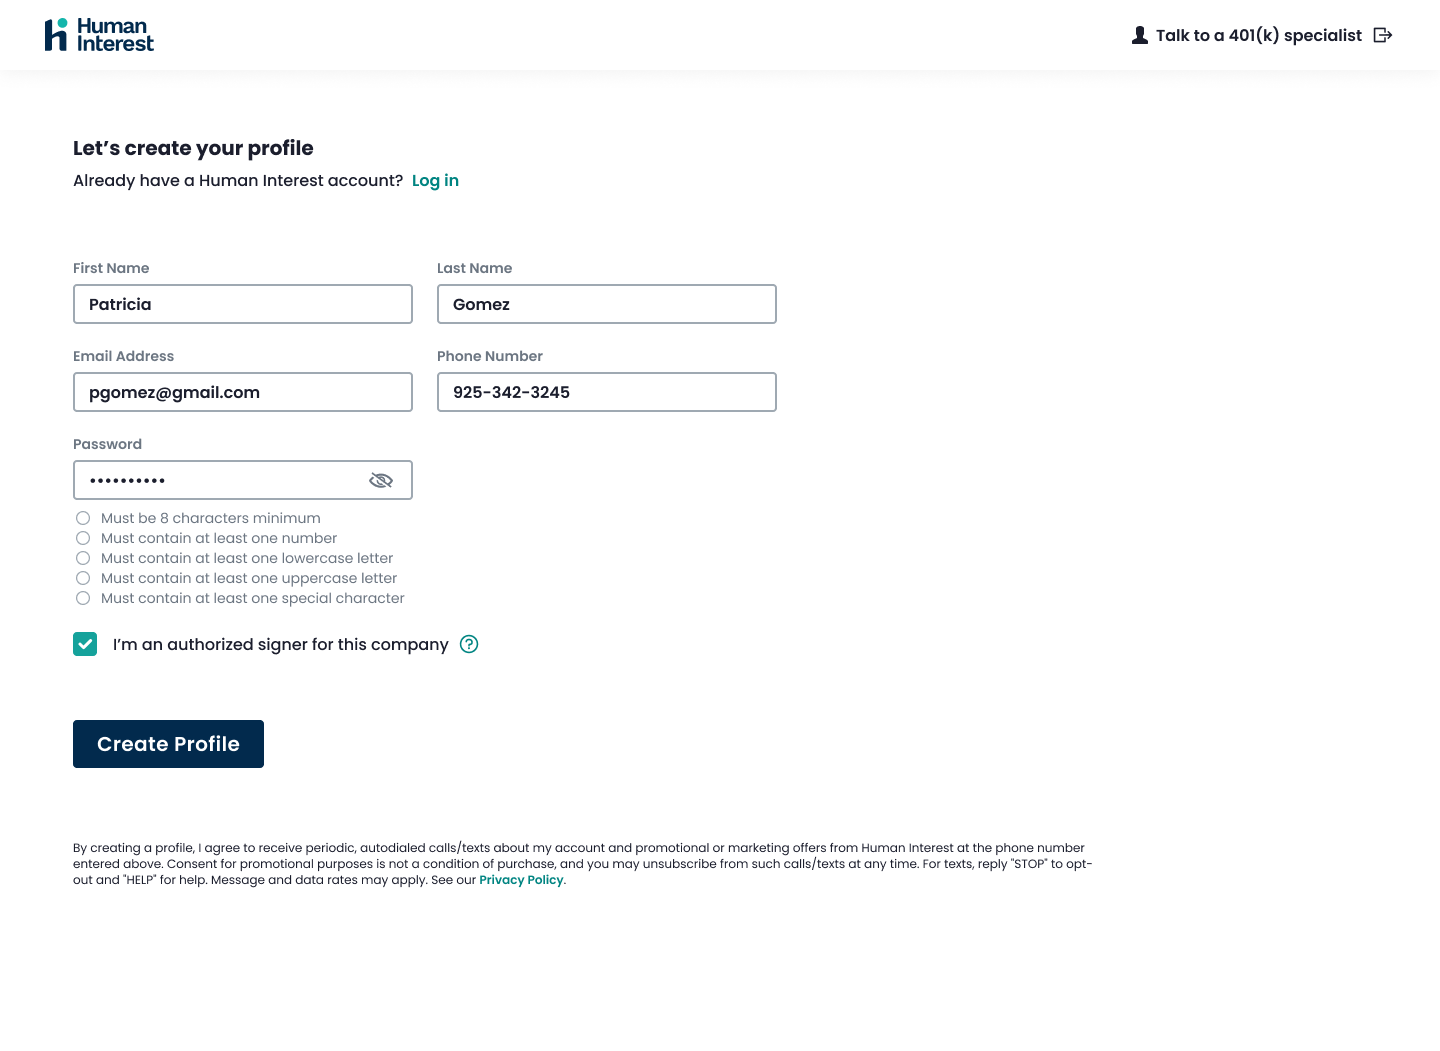 Human
Interest
Talk to a 401(k) specialist
Let’s create your profile
Already have a Human Interest account? Log in
First Name
Last Name
Patricia
Gomez
Email Address
Phone Number
pgomez@gmail.com
925-342-3245
Password
••••••••••
Must be 8 characters minimum
Must contain at least one number
Must contain at least one lowercase letter
Must contain at least one uppercase letter
Must contain at least one special character
I’m an authorized signer for this company
Create Profile
By creating a profile, I agree to receive periodic, autodialed calls/texts about my account and promotional or marketing offers from Human Interest at the phone number
entered above. Consent for promotional purposes is not a condition of purchase, and you may unsubscribe from such calls/texts at any time. For texts, reply "STOP" to opt-
out and "HELP" for help. Message and data rates may apply. See our Privacy Policy.